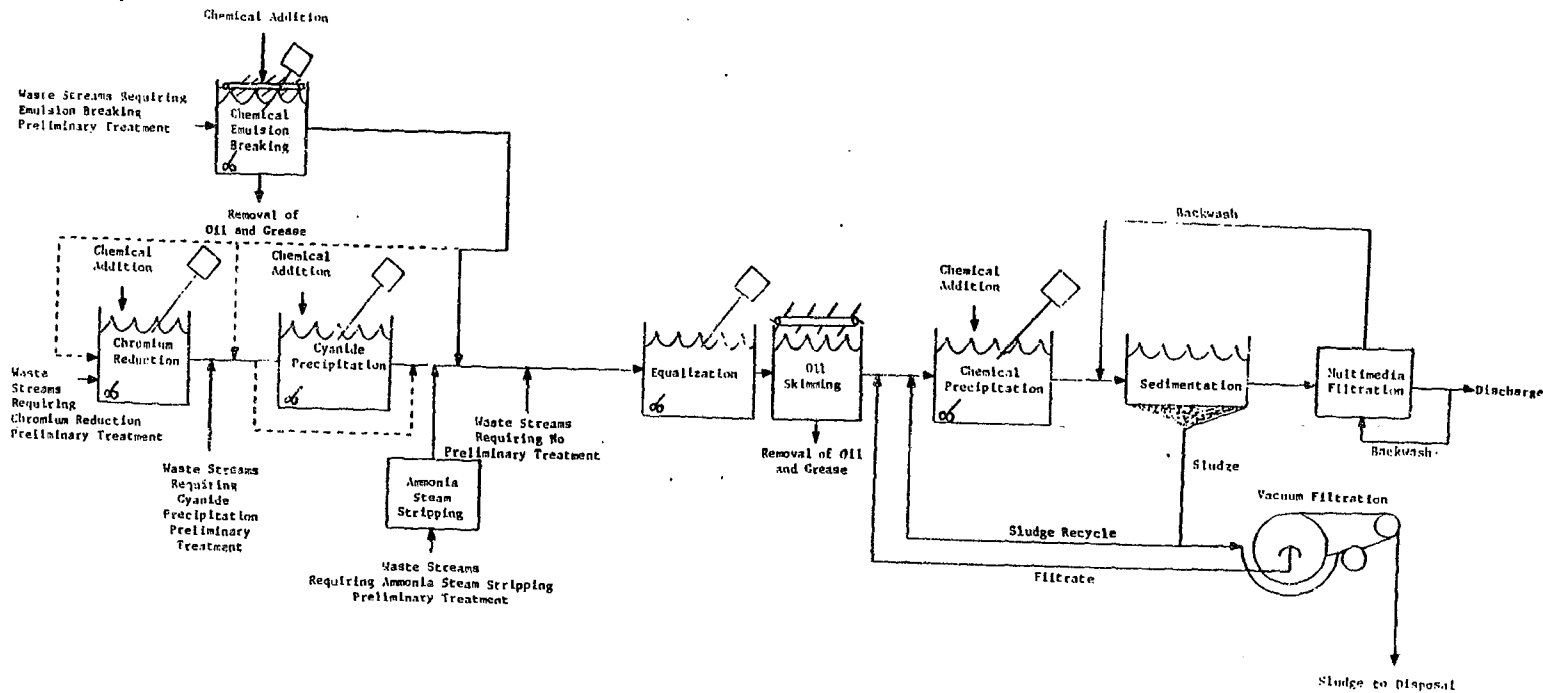 Chemical Addition
Waste Streams Requiring
Emulsion Breaking
Preliminary Treatment
Chemical
Emulsion
Breaking
Removal of
Oil and Grease
Chemical
Addition
Chromium
Reduction
Waste
Streams
Requiring
Chromium Reduction
Preliminary Treatment
Waste Streams
Requiring
Cyanide
Precipitation
Preliminary
Treatment
Chemical
Addition
Cyanide
Precipitation
Ammonia
Steam
Stripping
Waste Streams
Requiring Ammonia Steam Stripping
Preliminary Treatment
Waste Streams
Requiring No
Preliminary Treatment
Equalization
Oil
Skimming
Removal of Oil
and Grease
Chemical
Addition
Chemical
Precipitation
Backwash
Sedimentation
Multimedia
Filtration
Discharge
Backwash
Sludge
Vacuum Filtration
Sludge Recycle
Filtrate
Sludge to Disposal